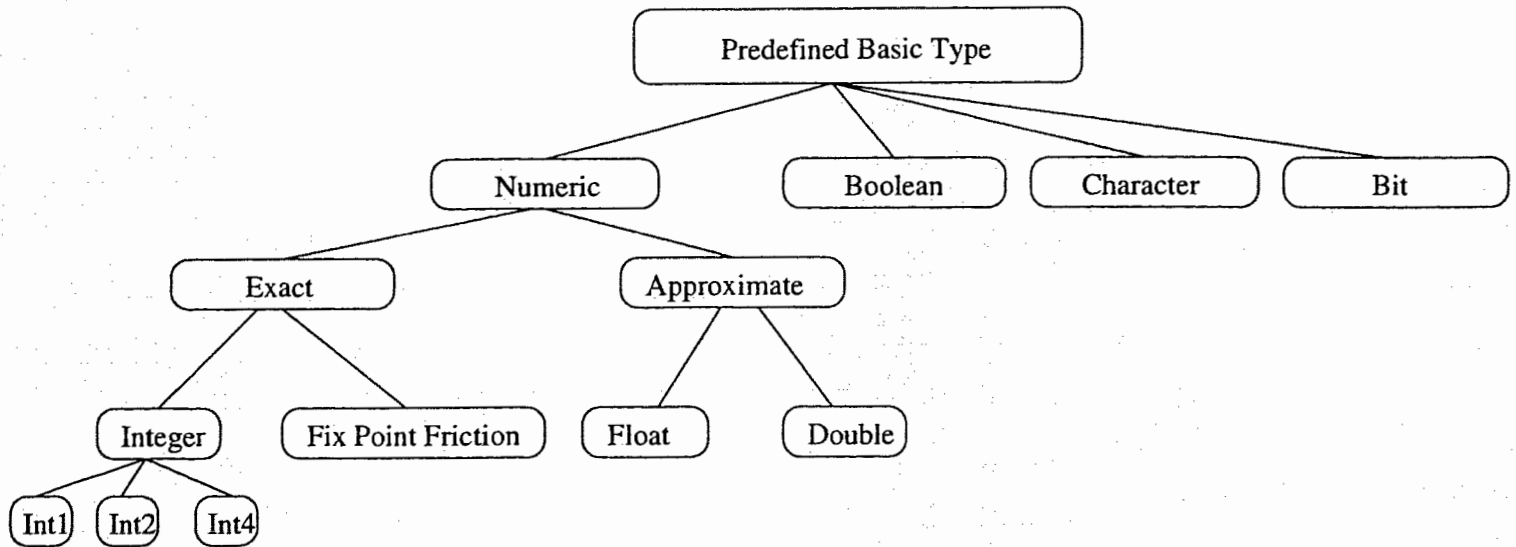 Predefined Basic Type
Numeric
Boolean
Character
Bit
Exact
Approximate
Integer
Fix Point Friction
Float
Double
Int1
Int2
Int4